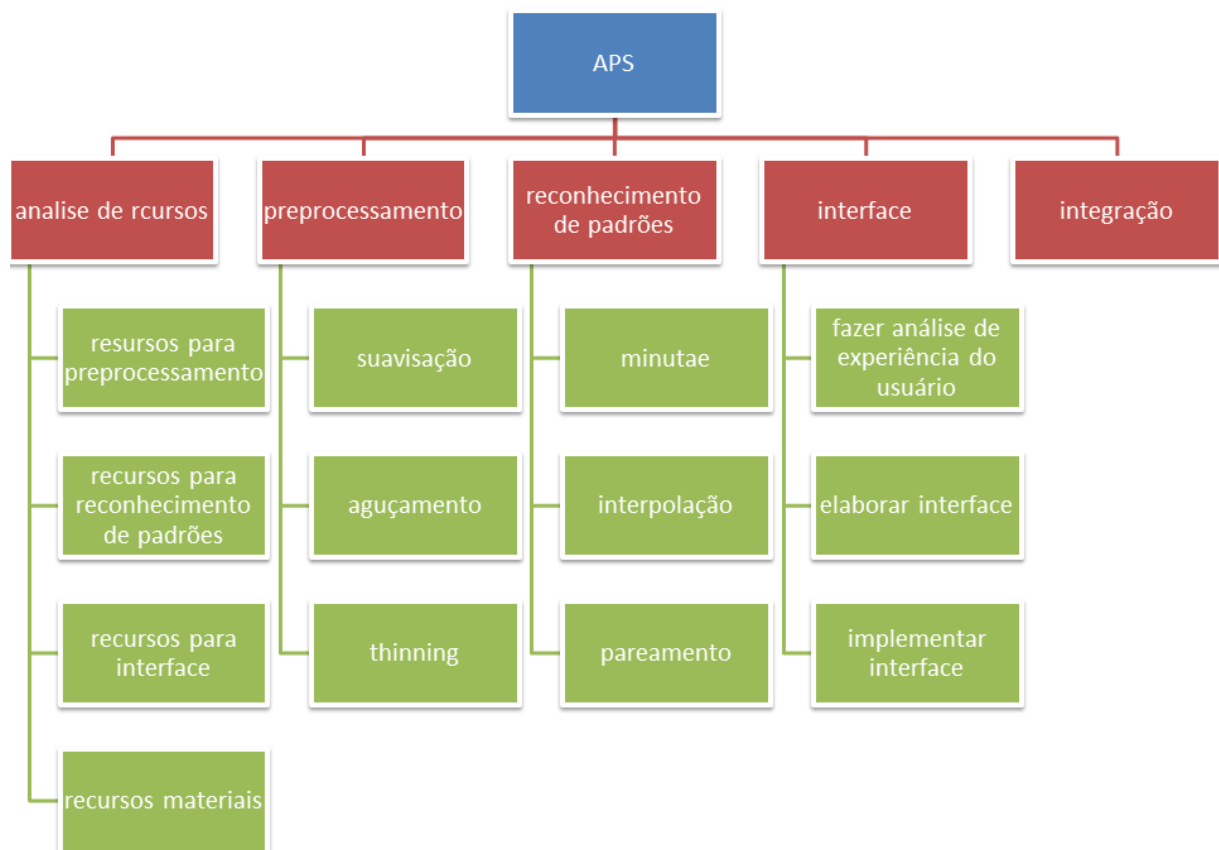 APS
analise de rcursos
preprocessamento
reconhecimento
de padrões
interface
integração
resursos para
preprocessamento
suavisação
minutae
fazer análise de
experiência do
usuário
recursos para
reconhecimento
de padrões
aguçamento
interpolação
elaborar interface
recursos para
interface
thinning
pareamento
implementar
interface
recursos materiais